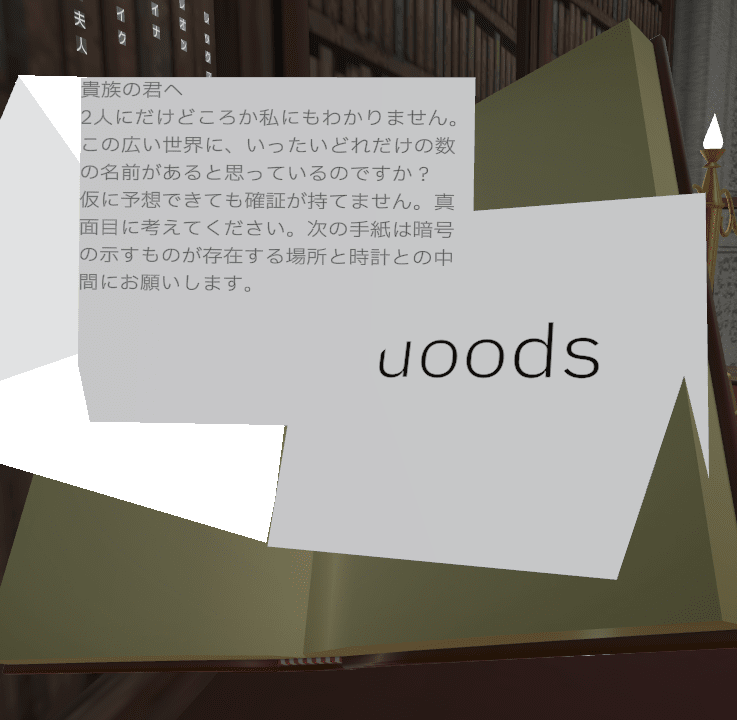 夫人
貴族の君へ
2人にだけどころか私にもわかりません。
この広い世界に、いったいどれだけの数
の名前があると思っているのですか？
仮に予想できても確証が持てません。真
面目に考えてください。次の手紙は暗号
の示すものが存在する場所と時計との中
間にお願いします。
uoods